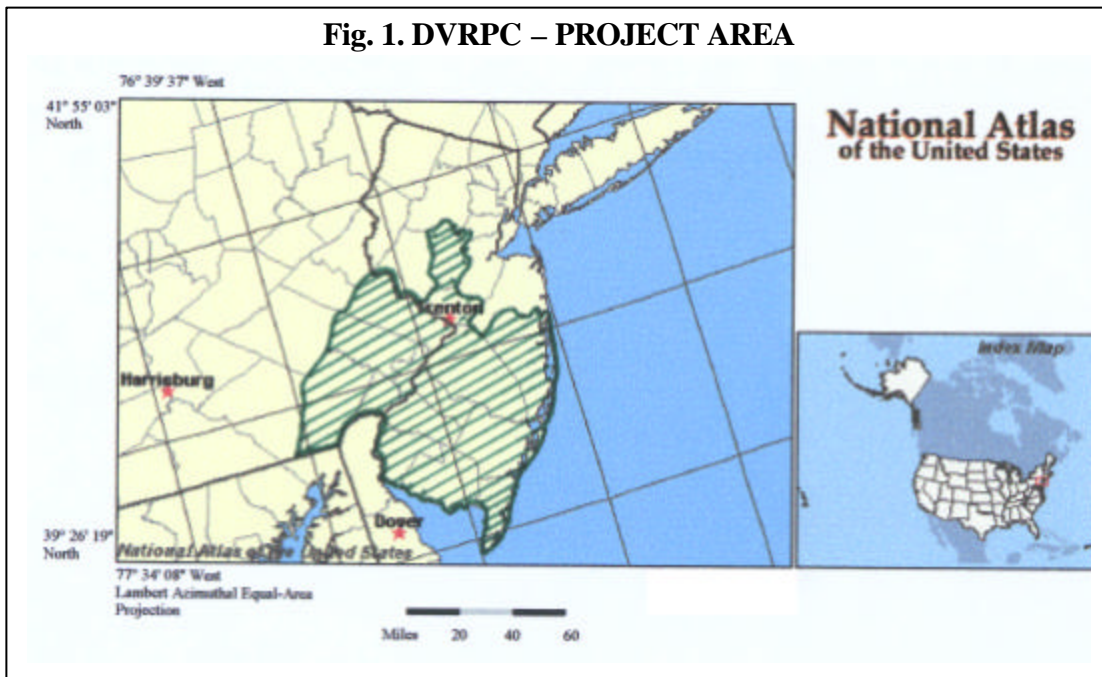 Fig. 1. DVRPC – PROJECT AREA
76° 39' 37" West
41° 55' 03"
North
National Atlas
of the United States
Trenton
Harrisburg
Index Map
Dover
39° 26' 19"
North
National Atlas of the United States
77° 34' 08" West
Lambert Azimuthal Equal-Area
Projection
Miles 20 40 60